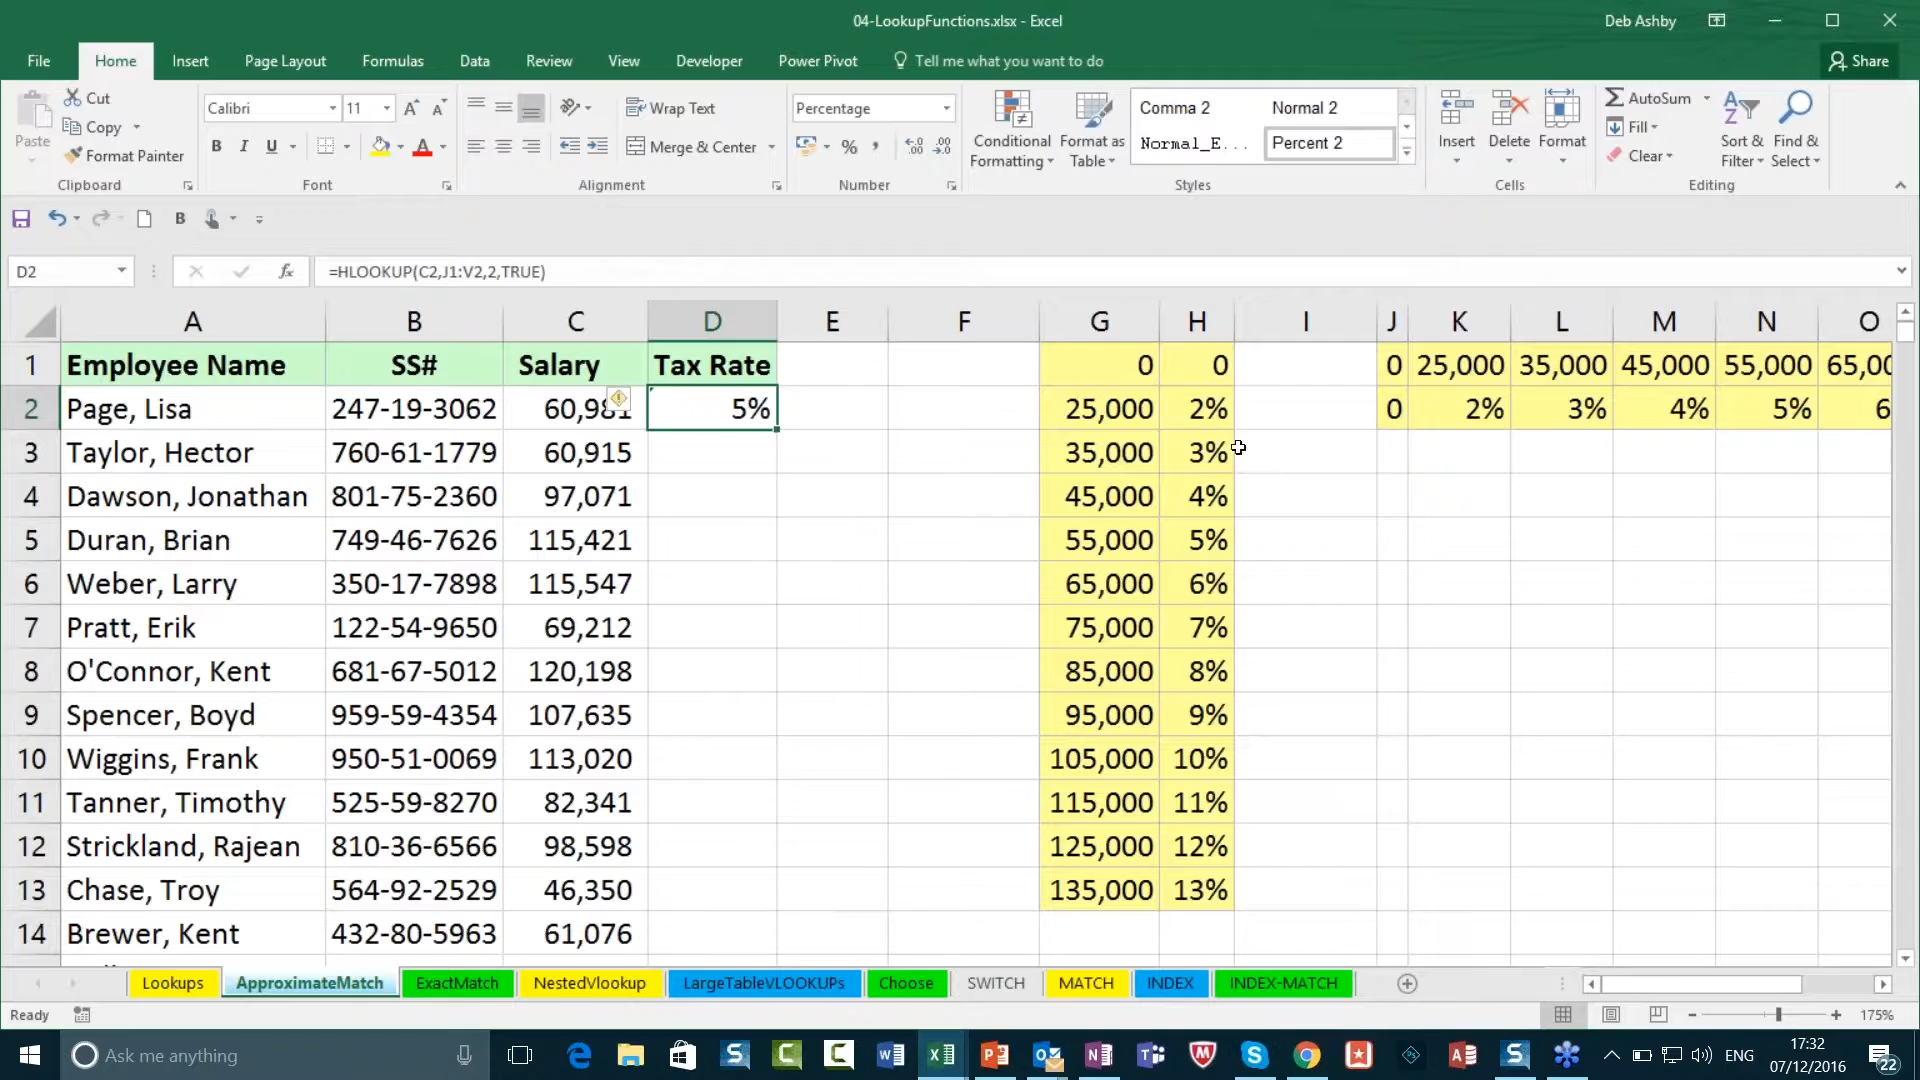 04-LookupFunctions.xlsx - Excel
Deb Ashby
File Home Insert Page Layout Formulas Data Review View Developer Power Pivot Tell me what you want to do Share
Paste
Cut
Copy
Format Painter
Clipboard
Calibri 11
B I U
Font
Wrap Text
Merge & Center
Alignment
Percentage
%
Number
Conditional Formatting
Format as Table
Comma 2 Normal 2
Normal_E... Percent 2
Styles
Insert Delete Format
Cells
AutoSum
Fill
Clear
Sort & Filter
Find & Select
Editing
B
D2 fx =HLOOKUP(C2,J1:V2,2,TRUE)
A B C D E F G H I J K L M N O
1 Employee Name SS# Salary Tax Rate 0 0 0 25,000 35,000 45,000 55,000 65,00
2 Page, Lisa 247-19-3062 60,981 5% 25,000 2% 0 2% 3% 4% 5% 6
3 Taylor, Hector 760-61-1779 60,915 35,000 3%
4 Dawson, Jonathan 801-75-2360 97,071 45,000 4%
5 Duran, Brian 749-46-7626 115,421 55,000 5%
6 Weber, Larry 350-17-7898 115,547 65,000 6%
7 Pratt, Erik 122-54-9650 69,212 75,000 7%
8 O'Connor, Kent 681-67-5012 120,198 85,000 8%
9 Spencer, Boyd 959-59-4354 107,635 95,000 9%
10 Wiggins, Frank 950-51-0069 113,020 105,000 10%
11 Tanner, Timothy 525-59-8270 82,341 115,000 11%
12 Strickland, Rajean 810-36-6566 98,598 125,000 12%
13 Chase, Troy 564-92-2529 46,350 135,000 13%
14 Brewer, Kent 432-80-5963 61,076
Lookups ApproximateMatch ExactMatch NestedVlookup LargeTableVLOOKUPs Choose SWITCH MATCH INDEX INDEX-MATCH
Ready 175%
Ask me anything ENG 17:32
07/12/2016 22